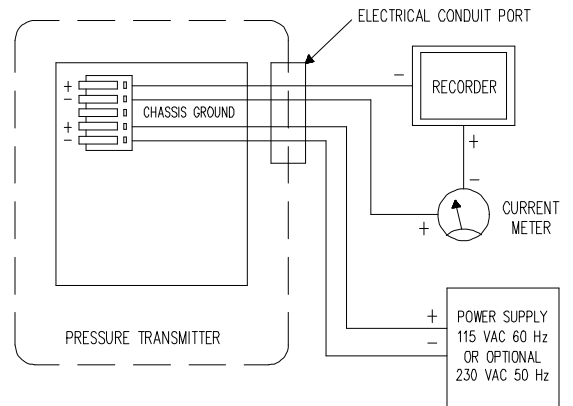 ELECTRICAL CONDUIT PORT
+
−
CHASSIS GROUND
+
−
−
RECORDER
+
−
+
CURRENT
METER
PRESSURE TRANSMITTER
+
−
POWER SUPPLY
115 VAC 60 Hz
OR OPTIONAL
230 VAC 50 Hz